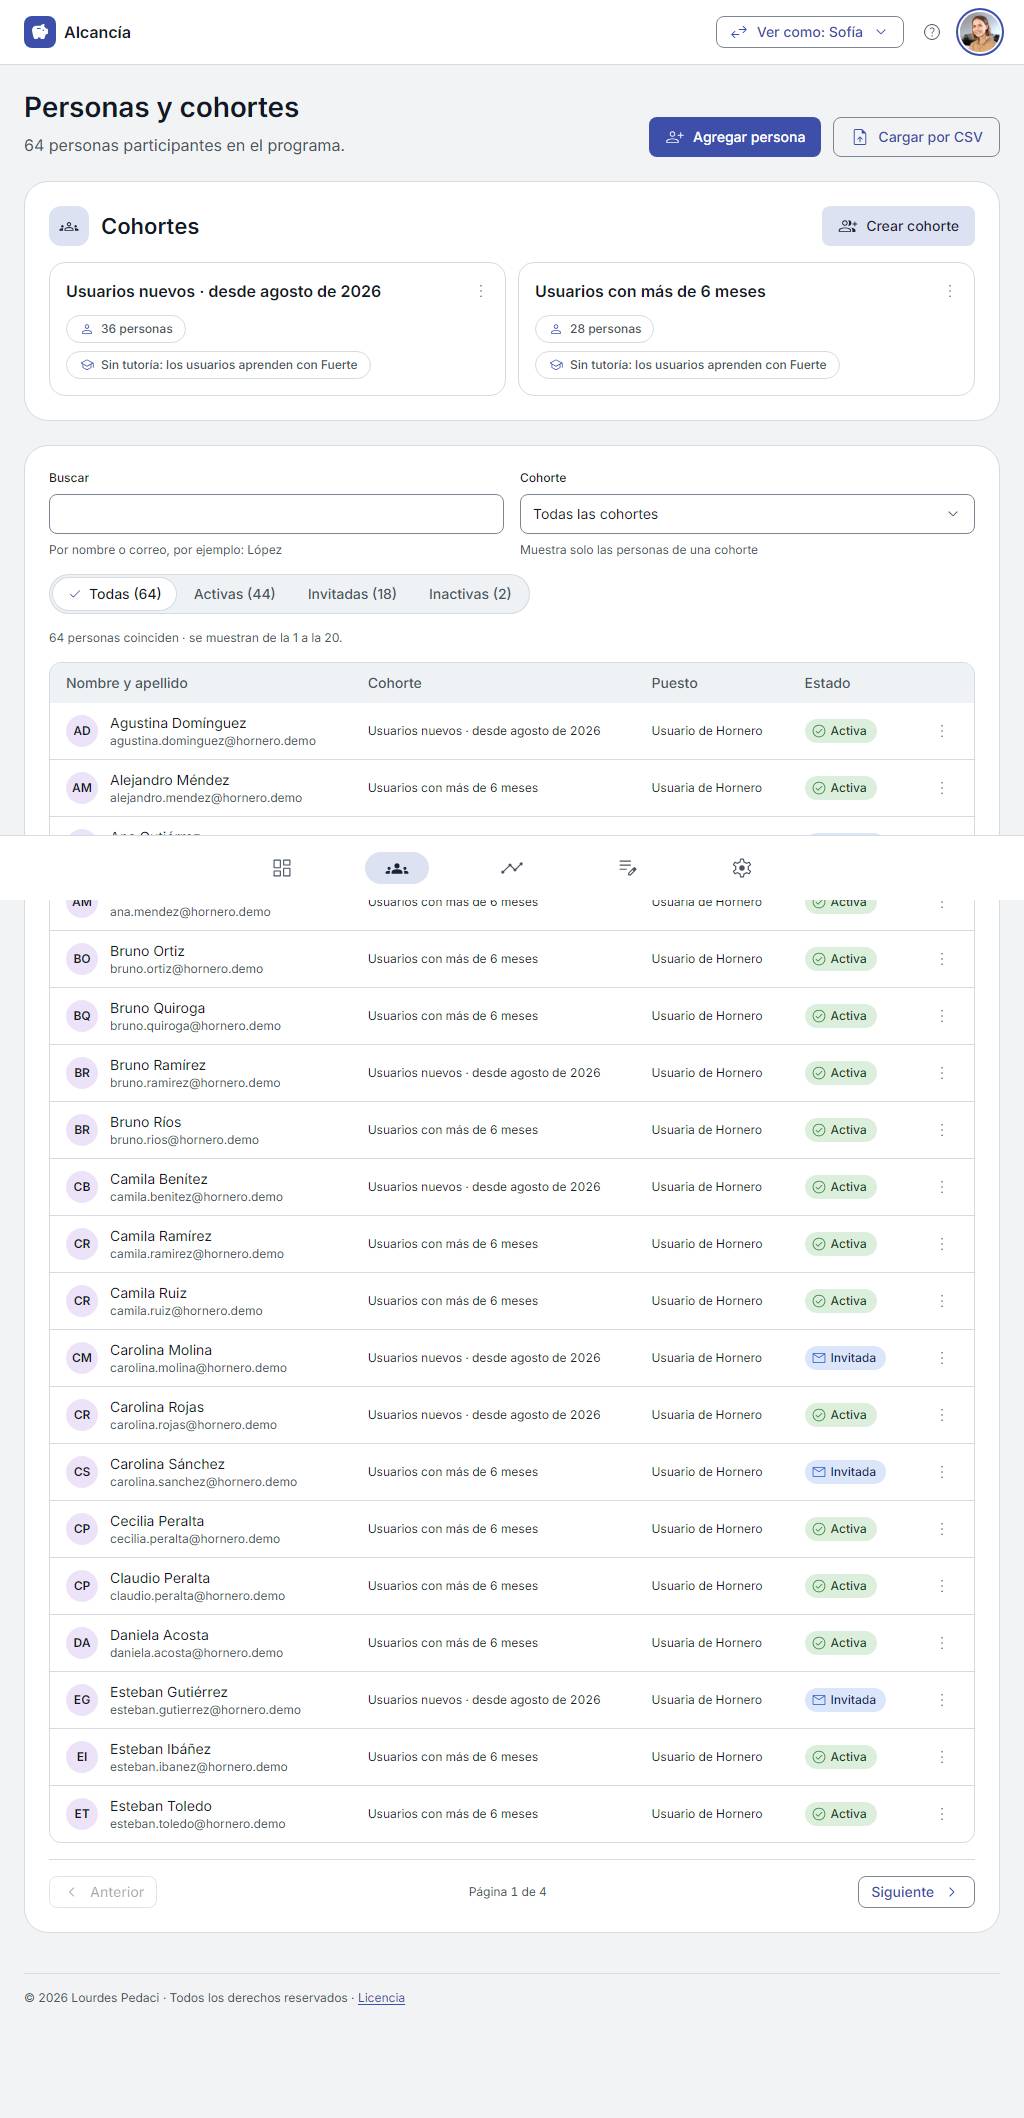 Alcancía
Ver como: Sofía
Personas y cohortes
64 personas participantes en el programa.
Agregar persona
Cargar por CSV
Cohortes
Crear cohorte
Usuarios nuevos · desde agosto de 2026
36 personas
Sin tutoría: los usuarios aprenden con Fuerte
Usuarios con más de 6 meses
28 personas
Sin tutoría: los usuarios aprenden con Fuerte
Buscar
Por nombre o correo, por ejemplo: López
Cohorte
Todas las cohortes
Muestra solo las personas de una cohorte
Todas (64) Activas (44) Invitadas (18) Inactivas (2)
64 personas coinciden · se muestran de la 1 a la 20.
Nombre y apellido Cohorte Puesto Estado
AD Agustina Domínguez Usuarios nuevos · desde agosto de 2026 Usuario de Hornero Activa
agustina.dominguez@hornero.demo
AM Alejandro Méndez Usuarios con más de 6 meses Usuaria de Hornero Activa
alejandro.mendez@hornero.demo
AM Usuarios con más de 6 meses Usuaria de Hornero Activa
ana.mendez@hornero.demo
BO Bruno Ortiz Usuarios con más de 6 meses Usuario de Hornero Activa
bruno.ortiz@hornero.demo
BQ Bruno Quiroga Usuarios con más de 6 meses Usuario de Hornero Activa
bruno.quiroga@hornero.demo
BR Bruno Ramírez Usuarios nuevos · desde agosto de 2026 Usuario de Hornero Activa
bruno.ramirez@hornero.demo
BR Bruno Ríos Usuarios con más de 6 meses Usuaria de Hornero Activa
bruno.rios@hornero.demo
CB Camila Benítez Usuarios nuevos · desde agosto de 2026 Usuaria de Hornero Activa
camila.benitez@hornero.demo
CR Camila Ramírez Usuarios con más de 6 meses Usuario de Hornero Activa
camila.ramirez@hornero.demo
CR Camila Ruiz Usuarios con más de 6 meses Usuario de Hornero Activa
camila.ruiz@hornero.demo
CM Carolina Molina Usuarios nuevos · desde agosto de 2026 Usuaria de Hornero Invitada
carolina.molina@hornero.demo
CR Carolina Rojas Usuarios nuevos · desde agosto de 2026 Usuaria de Hornero Activa
carolina.rojas@hornero.demo
CS Carolina Sánchez Usuarios con más de 6 meses Usuario de Hornero Invitada
carolina.sanchez@hornero.demo
CP Cecilia Peralta Usuarios con más de 6 meses Usuario de Hornero Activa
cecilia.peralta@hornero.demo
CP Claudio Peralta Usuarios con más de 6 meses Usuario de Hornero Activa
claudio.peralta@hornero.demo
DA Daniela Acosta Usuarios con más de 6 meses Usuaria de Hornero Activa
daniela.acosta@hornero.demo
EG Esteban Gutiérrez Usuarios nuevos · desde agosto de 2026 Usuaria de Hornero Invitada
esteban.gutierrez@hornero.demo
EI Esteban Ibáñez Usuarios con más de 6 meses Usuario de Hornero Activa
esteban.ibanez@hornero.demo
ET Esteban Toledo Usuarios con más de 6 meses Usuario de Hornero Activa
esteban.toledo@hornero.demo
Anterior
Página 1 de 4
Siguiente
© 2026 Lourdes Pedaci · Todos los derechos reservados · Licencia